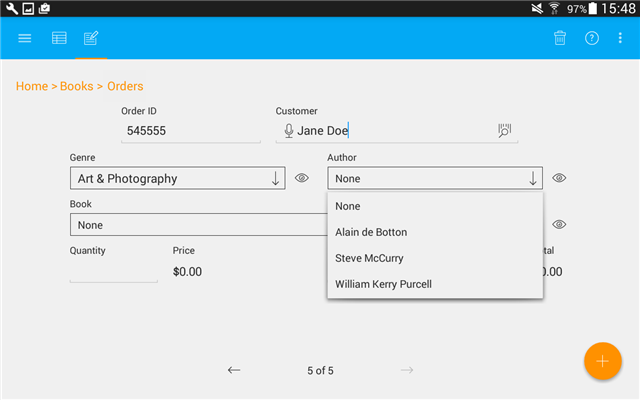 97% 15:48
Home > Books > Orders
Order ID Customer
545555 Jane Doe
Genre Author
Art & Photography None
Book
None
None
Alain de Botton
Steve McCurry
William Kerry Purcell
Quantity Price tal
$0.00 0.00
5 of 5